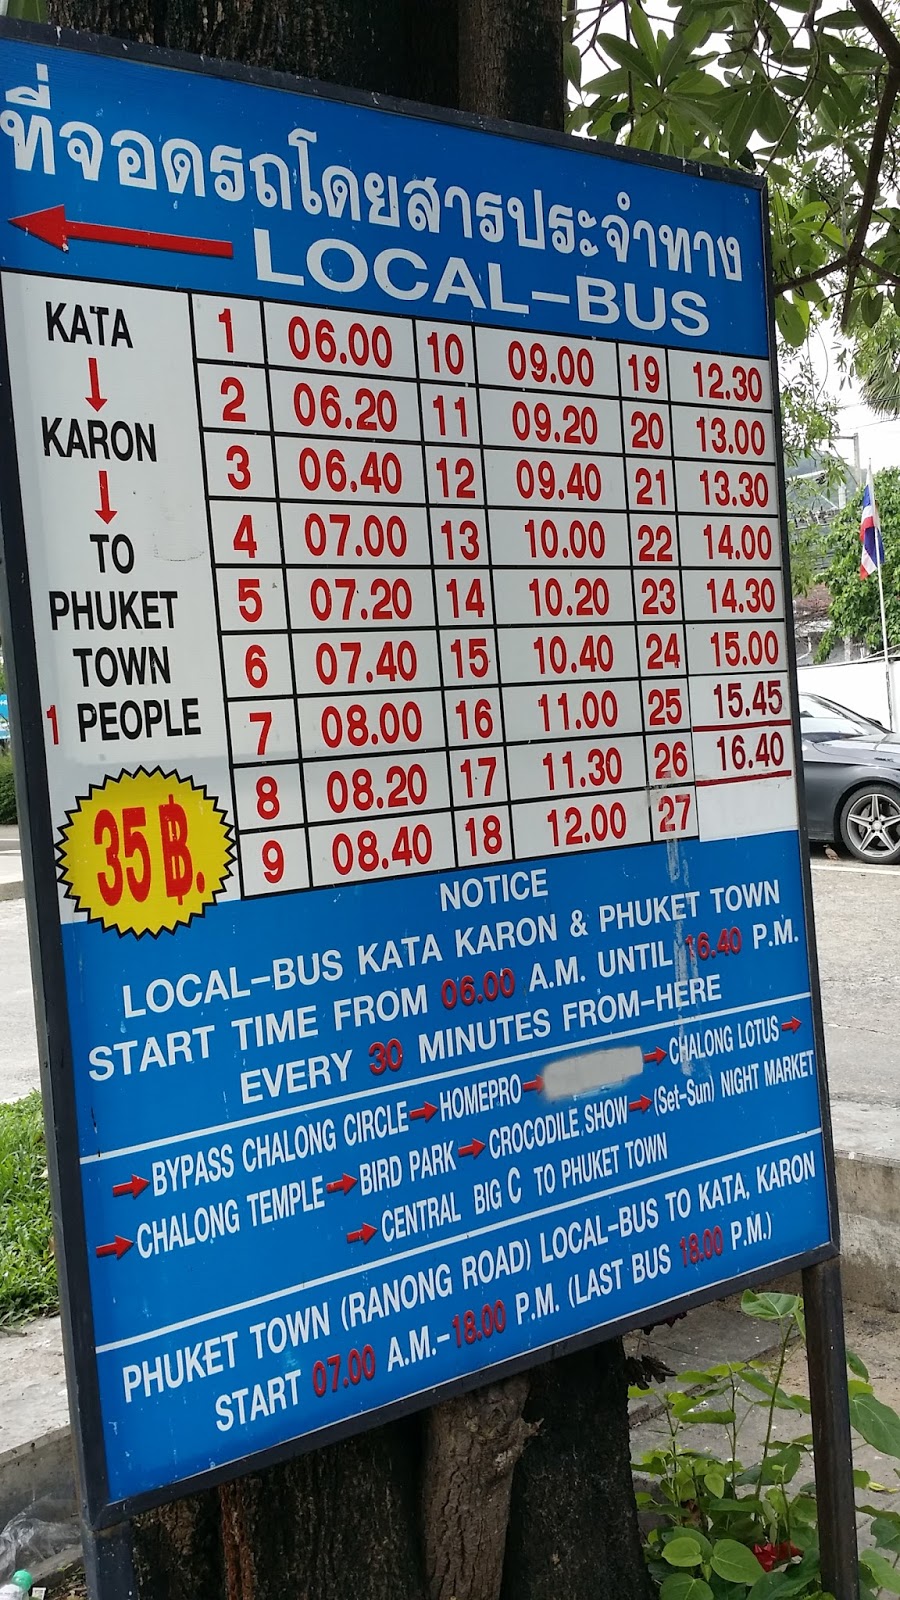 ที่จอดรถโดยสารประจำทาง
LOCAL-BUS
KATA
KARON
TO
PHUKET
TOWN
1 PEOPLE
35 ฿.
1 06.00 10 09.00 19 12.30
2 06.20 11 09.20 20 13.00
3 06.40 12 09.40 21 13.30
4 07.00 13 10.00 22 14.00
5 07.20 14 10.20 23 14.30
6 07.40 15 10.40 24 15.00
7 08.00 16 11.00 25 15.45
8 08.20 17 11.30 26 16.40
9 08.40 18 12.00 27
NOTICE
LOCAL-BUS KATA KARON & PHUKET TOWN
START TIME FROM 06.00 A.M. UNTIL 16.40 P.M.
EVERY 30 MINUTES FROM-HERE
BYPASS CHALONG CIRCLE HOMEPRO CHALONG LOTUS
CHALONG TEMPLE BIRD PARK CROCODILE SHOW (Set-Sun) NIGHT MARKET
CENTRAL BIG C TO PHUKET TOWN
PHUKET TOWN (RANONG ROAD) LOCAL-BUS TO KATA, KARON
START 07.00 A.M.-18.00 P.M. (LAST BUS 18.00 P.M.)